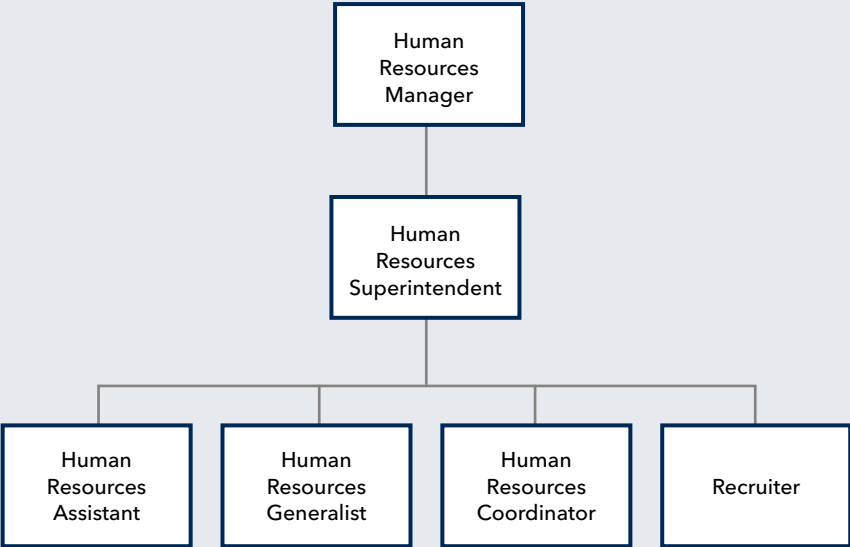 Human
Resources
Manager
Human
Resources
Superintendent
Human
Resources
Assistant
Human
Resources
Generalist
Human
Resources
Coordinator
Recruiter